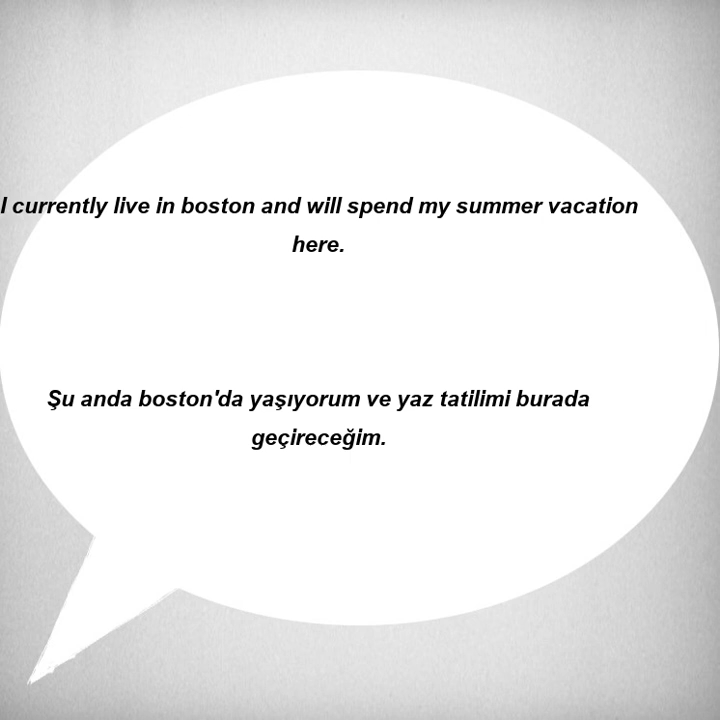 I currently live in boston and will spend my summer vacation
here.
Şu anda boston'da yaşıyorum ve yaz tatilimi burada
geçireceğim.